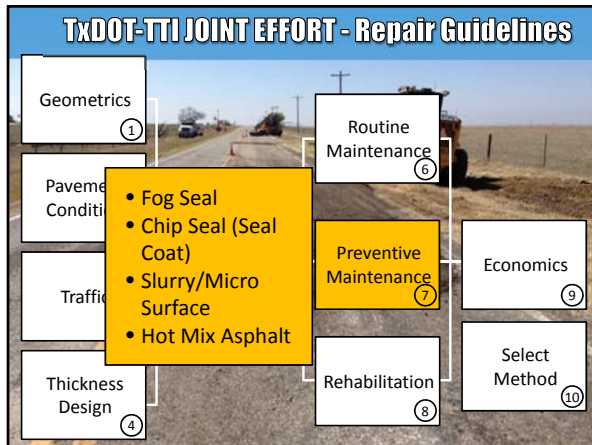 TxDOT-TTI JOINT EFFORT - Repair Guidelines
Geometrics
1
Traffic
Thickness
Design
4
• Fog Seal
• Chip Seal (Seal
Coat)
• Slurry/Micro
Surface
• Hot Mix Asphalt
Routine
Maintenance
6
Preventive
Maintenance
7
Rehabilitation
8
Economics
9
Select
Method
10